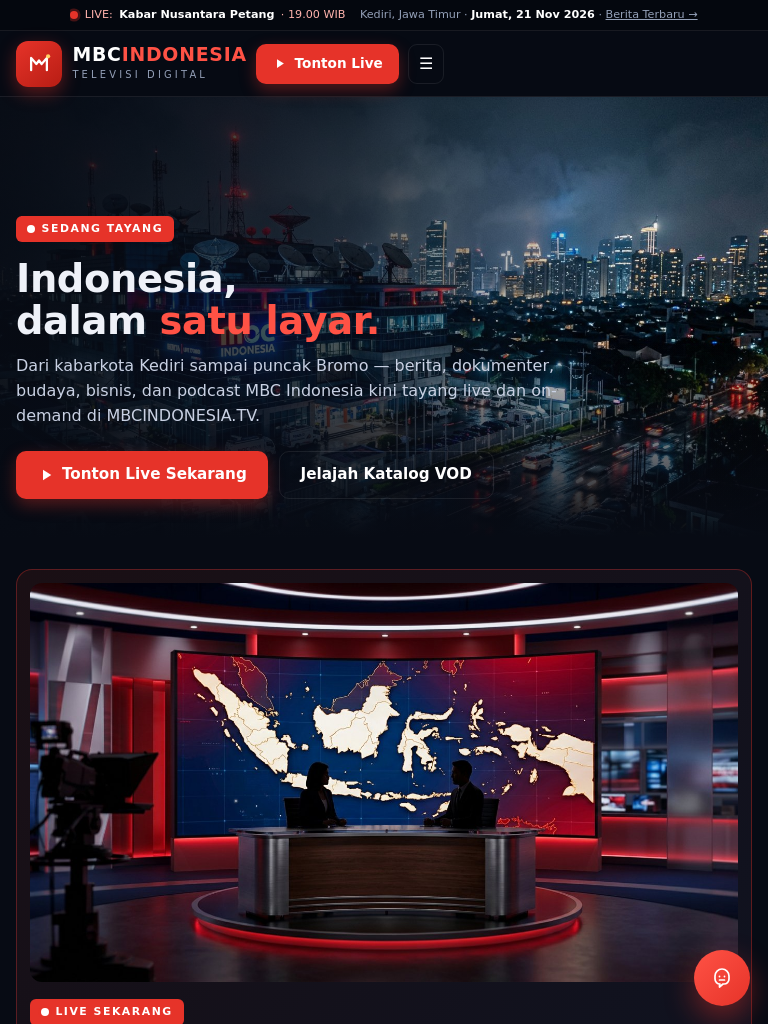 LIVE: Kabar Nusantara Petang · 19.00 WIB Kediri, Jawa Timur · Jumat, 21 Nov 2026 · Berita Terbaru →
MBCINDONESIA
TELEVISI DIGITAL
Tonton Live
SEDANG TAYANG
Indonesia,
dalam satu layar.
INDONESIA
Dari kabarkota Kediri sampai puncak Bromo — berita, dokumenter,
budaya, bisnis, dan podcast MBC Indonesia kini tayang live dan on-
demand di MBCINDONESIA.TV.
Tonton Live Sekarang
Jelajah Katalog VOD
LIVE SEKARANG